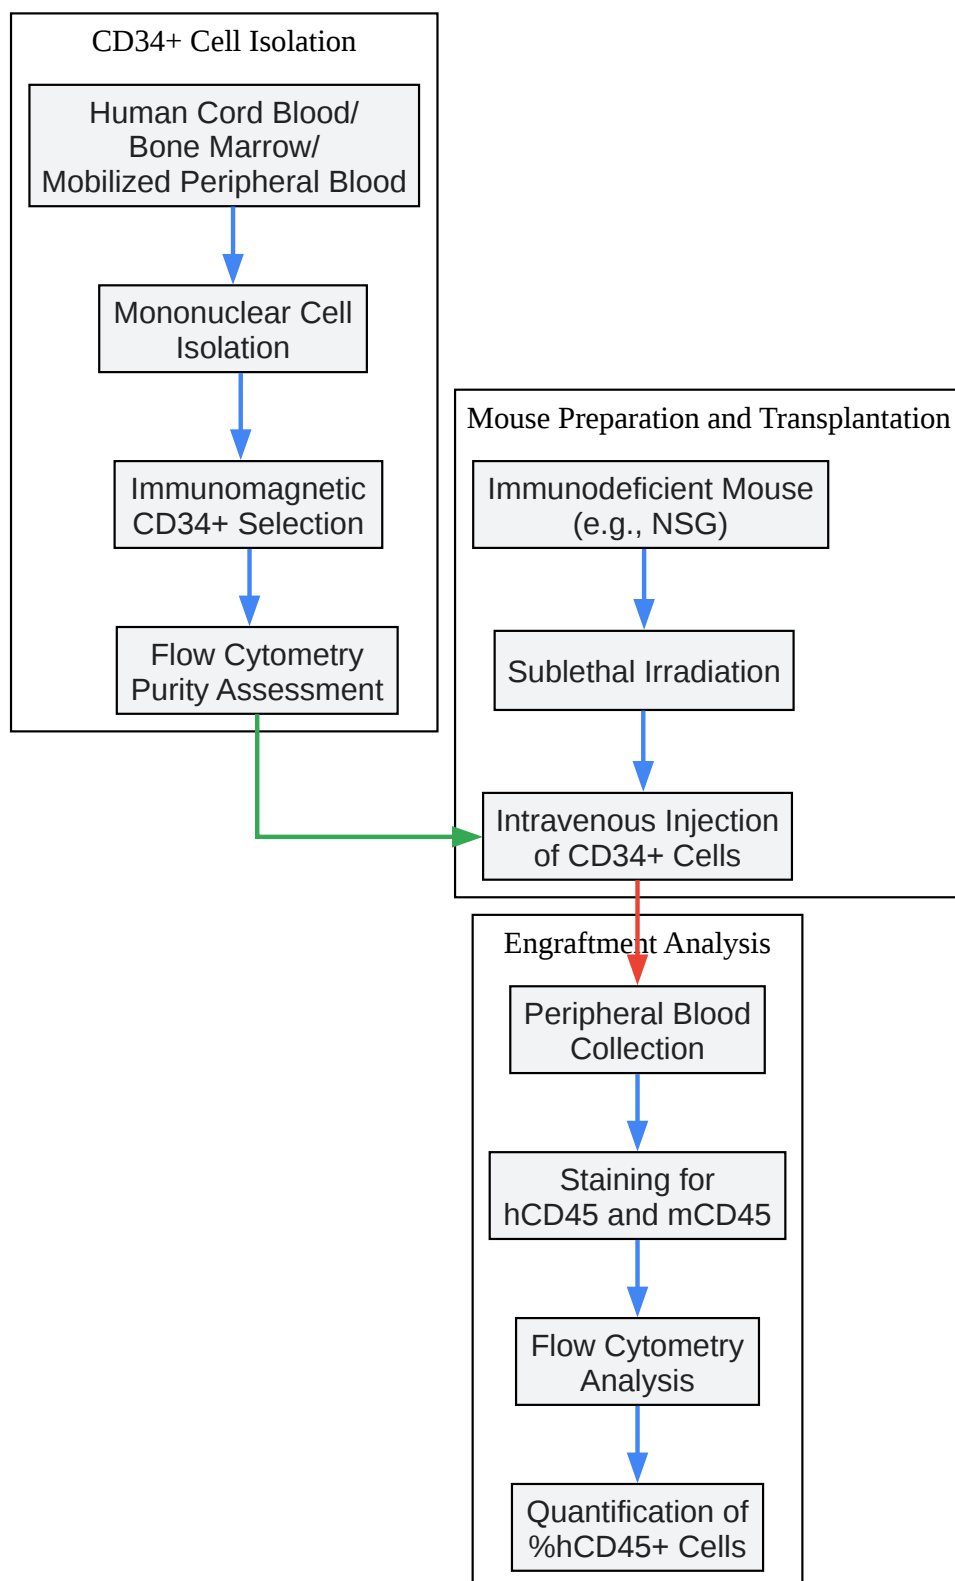 CD34+ Cell Isolation
Human Cord Blood/
Bone Marrow/
Mobilized Peripheral Blood
Mononuclear Cell
Isolation
Immunomagnetic
CD34+ Selection
Flow Cytometry
Purity Assessment
Mouse Preparation and Transplantation
Immunodeficient Mouse
(e.g., NSG)
Sublethal Irradiation
Intravenous Injection
of CD34+ Cells
Engraftment Analysis
Peripheral Blood
Collection
Staining for
hCD45 and mCD45
Flow Cytometry
Analysis
Quantification of
%hCD45+ Cells